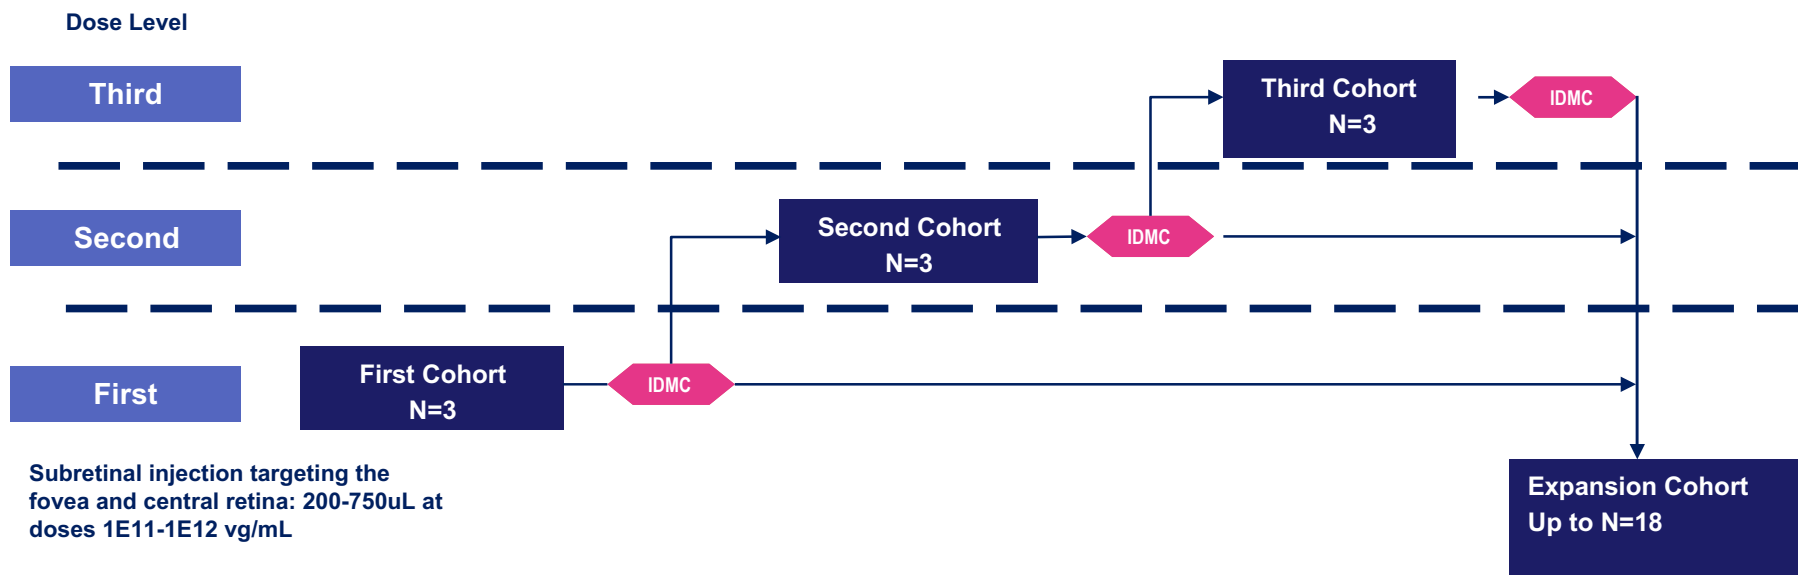 Dose Level
Third
Third Cohort
N=3
IDMC
Second
Second Cohort
N=3
IDMC
First
First Cohort
N=3
IDMC
Subretinal injection targeting the
fovea and central retina: 200-750uL at
doses 1E11-1E12 vg/mL
Expansion Cohort
Up to N=18